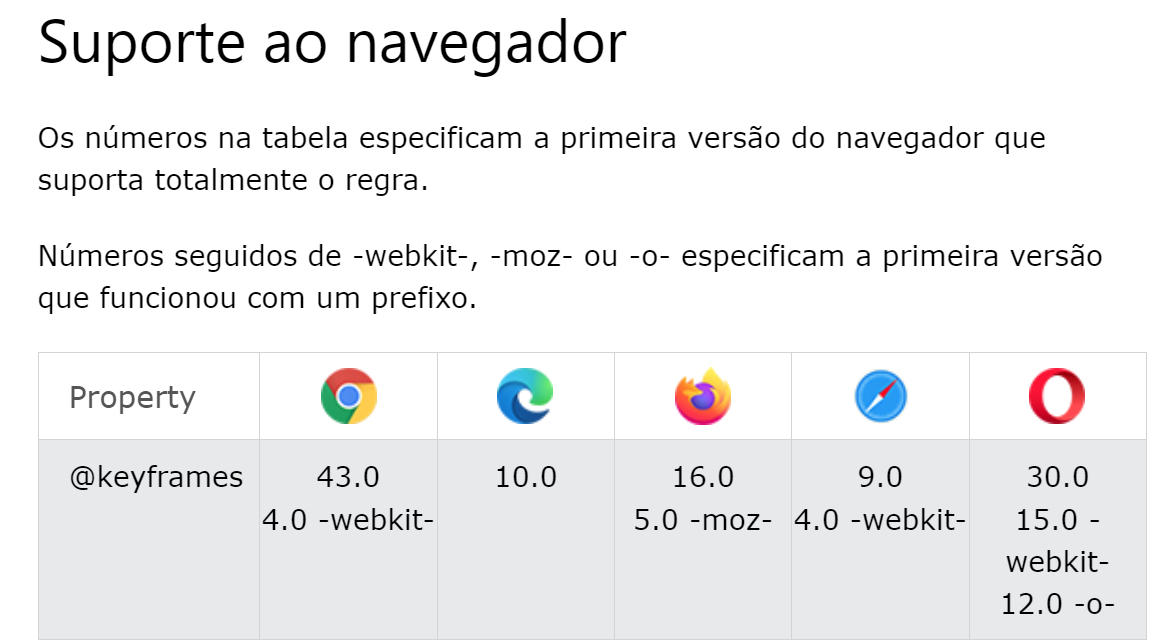 Suporte ao navegador
Os números na tabela especificam a primeira versão do navegador que
suporta totalmente o regra.
Números seguidos de -webkit-, -moz- ou -o- especificam a primeira versão
que funcionou com um prefixo.
Property
@keyframes 43.0 10.0 16.0 9.0 30.0
4.0 -webkit- 5.0 -moz- 4.0 -webkit- 15.0 -
webkit-
12.0 -o-